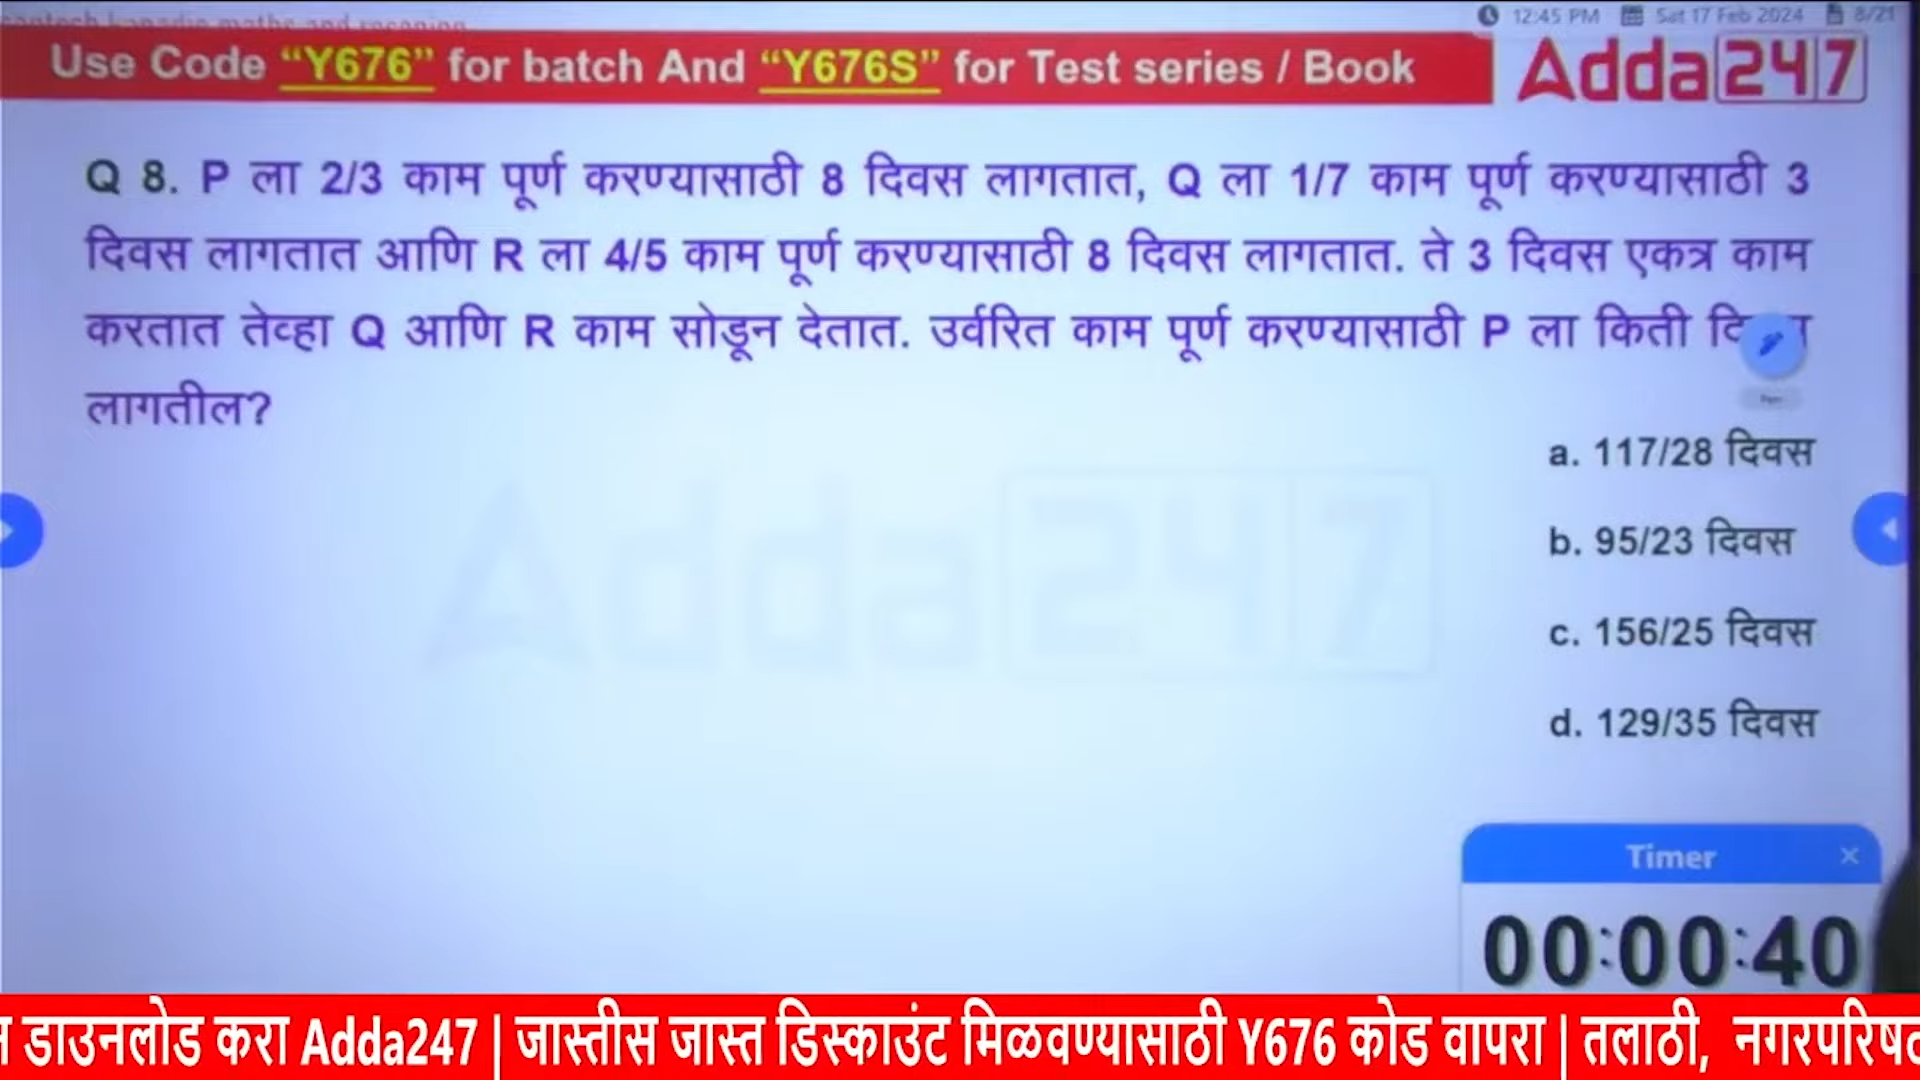 12:45 PM Sat 17 Feb 2024 8/21
Use Code “Y676” for batch And “Y676S” for Test series / Book
Adda247
Q 8. P ला 2/3 काम पूर्ण करण्यासाठी 8 दिवस लागतात, Q ला 1/7 काम पूर्ण करण्यासाठी 3
दिवस लागतात आणि R ला 4/5 काम पूर्ण करण्यासाठी 8 दिवस लागतात. ते 3 दिवस एकत्र काम
करतात तेव्हा Q आणि R काम सोडून देतात. उर्वरित काम पूर्ण करण्यासाठी P ला किती
लागतील?
a. 117/28 दिवस
b. 95/23 दिवस
c. 156/25 दिवस
d. 129/35 दिवस
Adda247
Timer
00:00:40
डाउनलोड करा Adda247 | जास्तीस जास्त डिस्काउंट मिळवण्यासाठी Y676 कोड वापरा | तलाठी,